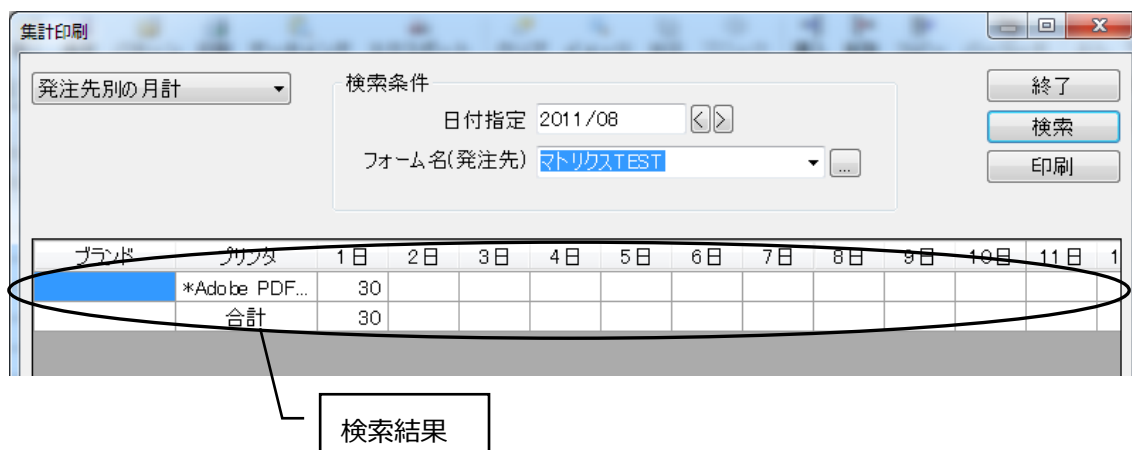 集計印刷
発注先別の月計
検索条件
日付指定 2011/08 < >
フォーム名(発注先) マトリクスTEST ...
終了
検索
印刷
ブランド プリンタ 1日 2日 3日 4日 5日 6日 7日 8日 9日 10日 11日 1
*Adobe PDF... 30
合計 30
検索結果